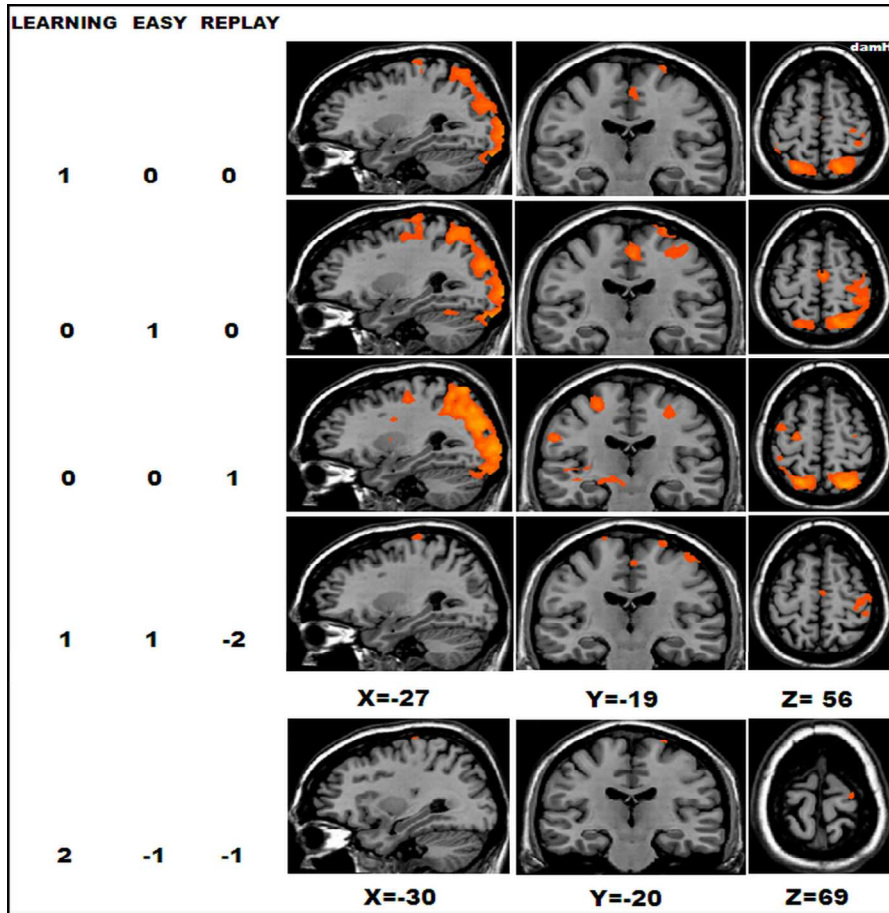 LEARNING EASY REPLAY
damH
1 0 0
0 1 0
0 0 1
1 1 -2
X=-27 Y=-19 Z= 56
2 -1 -1
X=-30 Y=-20 Z=69